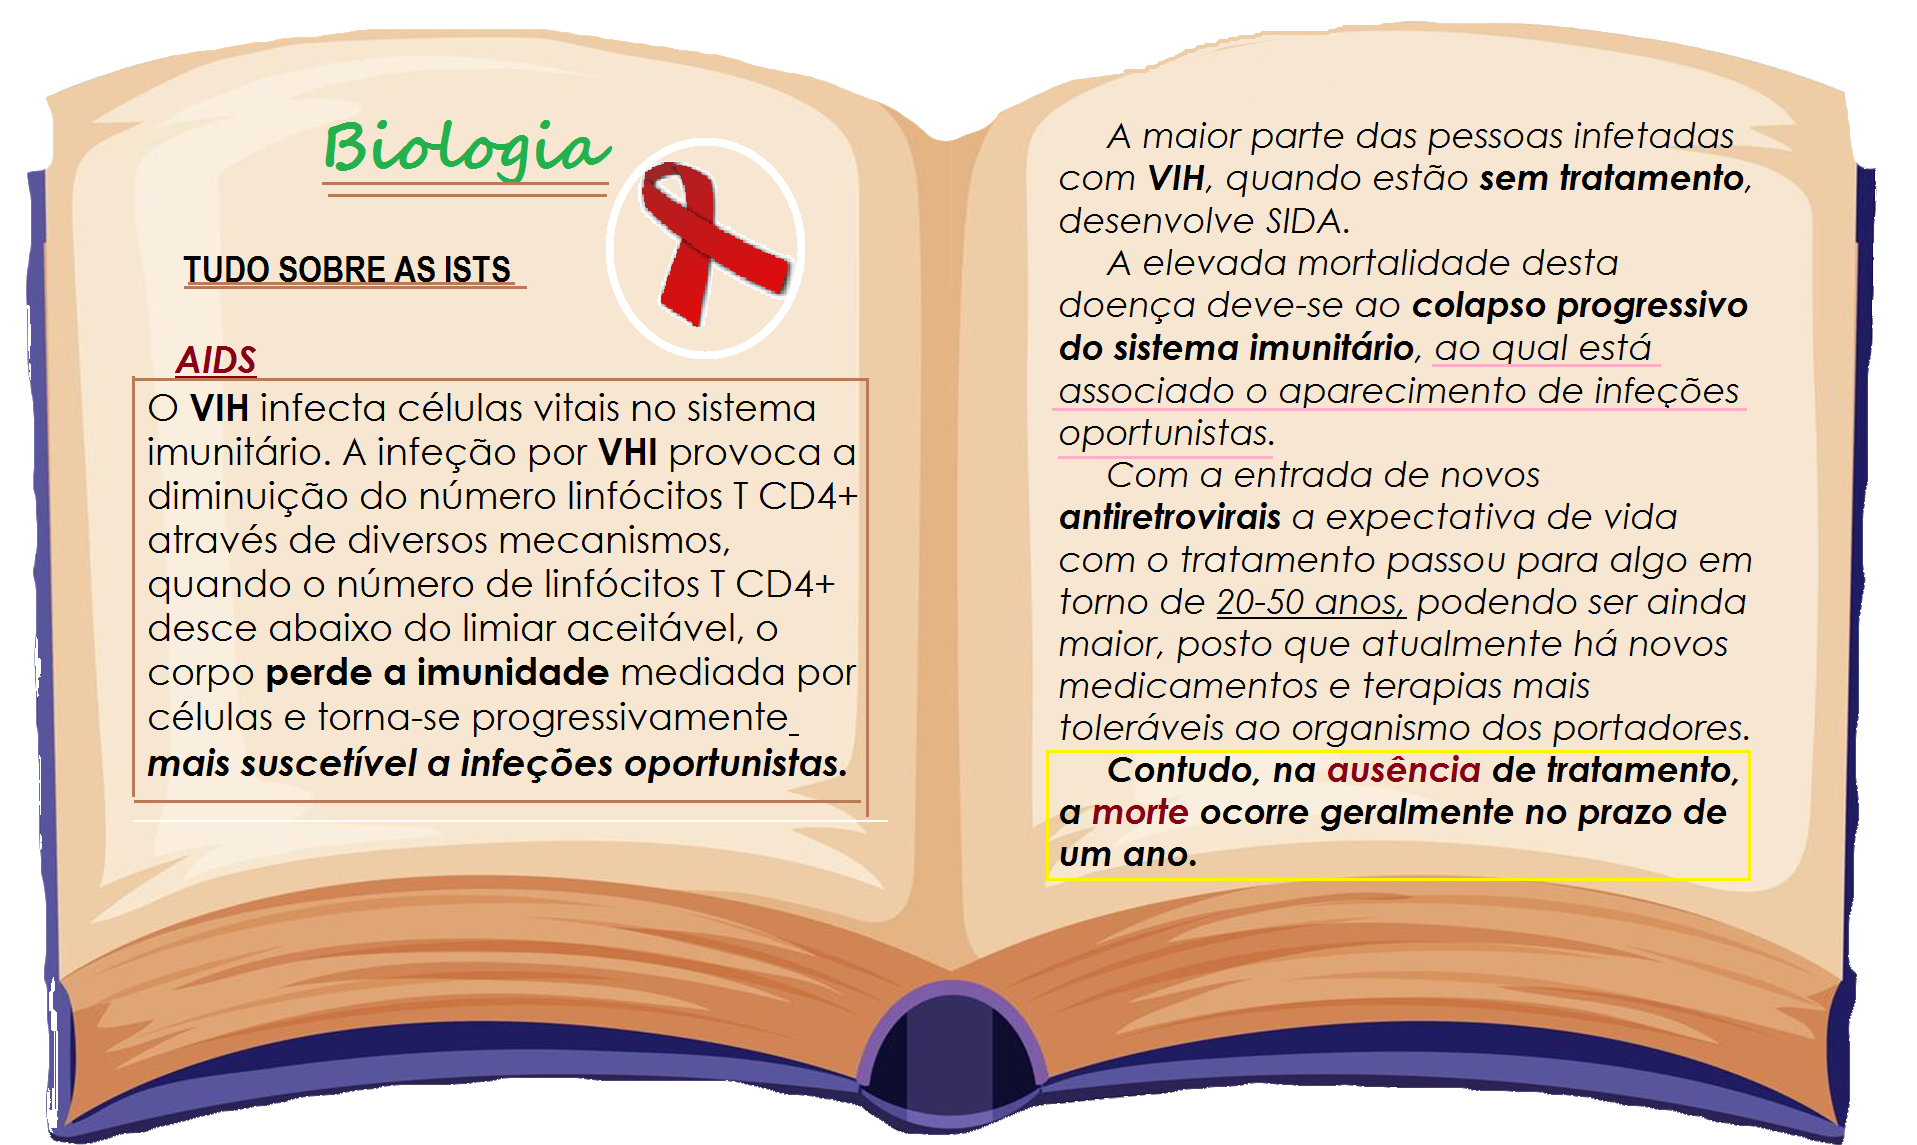 Biologia
TUDO SOBRE AS ISTS
AIDS
O VIH infecta células vitais no sistema
imunitário. A infeção por VHI provoca a
diminuição do número linfócitos T CD4+
através de diversos mecanismos,
quando o número de linfócitos T CD4+
desce abaixo do limiar aceitável, o
corpo perde a imunidade mediada por
células e torna-se progressivamente
mais suscetível a infeções oportunistas.
A maior parte das pessoas infetadas
com VIH, quando estão sem tratamento,
desenvolve SIDA.
A elevada mortalidade desta
doença deve-se ao colapso progressivo
do sistema imunitário, ao qual está
associado o aparecimento de infeções
oportunistas.
Com a entrada de novos
antiretrovirais a expectativa de vida
com o tratamento passou para algo em
torno de 20-50 anos, podendo ser ainda
maior, posto que atualmente há novos
medicamentos e terapias mais
toleráveis ao organismo dos portadores.
Contudo, na ausência de tratamento,
a morte ocorre geralmente no prazo de
um ano.